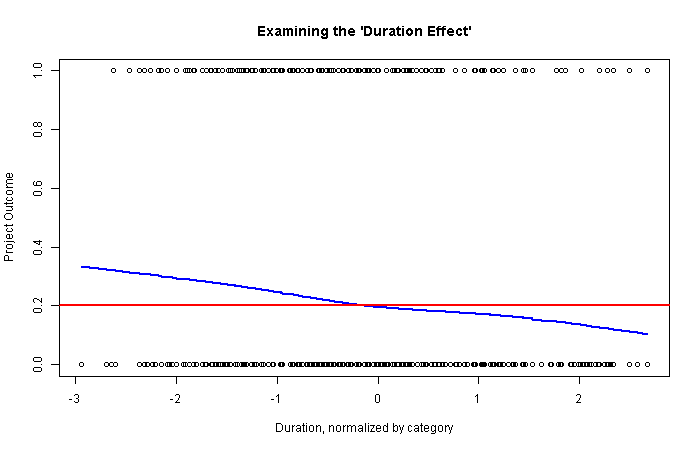 Examining the 'Duration Effect'
Project Outcome
1.0
0.8
0.6
0.4
0.2
0.0
-3 -2 -1 0 1 2
Duration, normalized by category